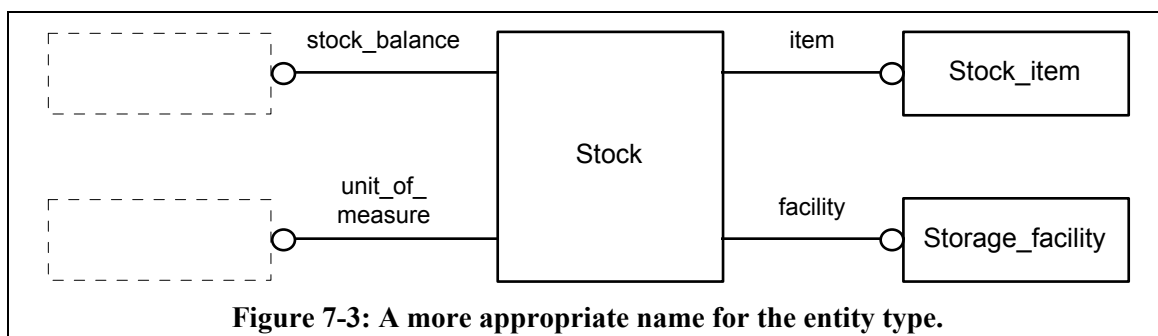 stock_balance
item
Stock_item
Stock
unit_of_
measure
facility
Storage_facility
Figure 7-3: A more appropriate name for the entity type.